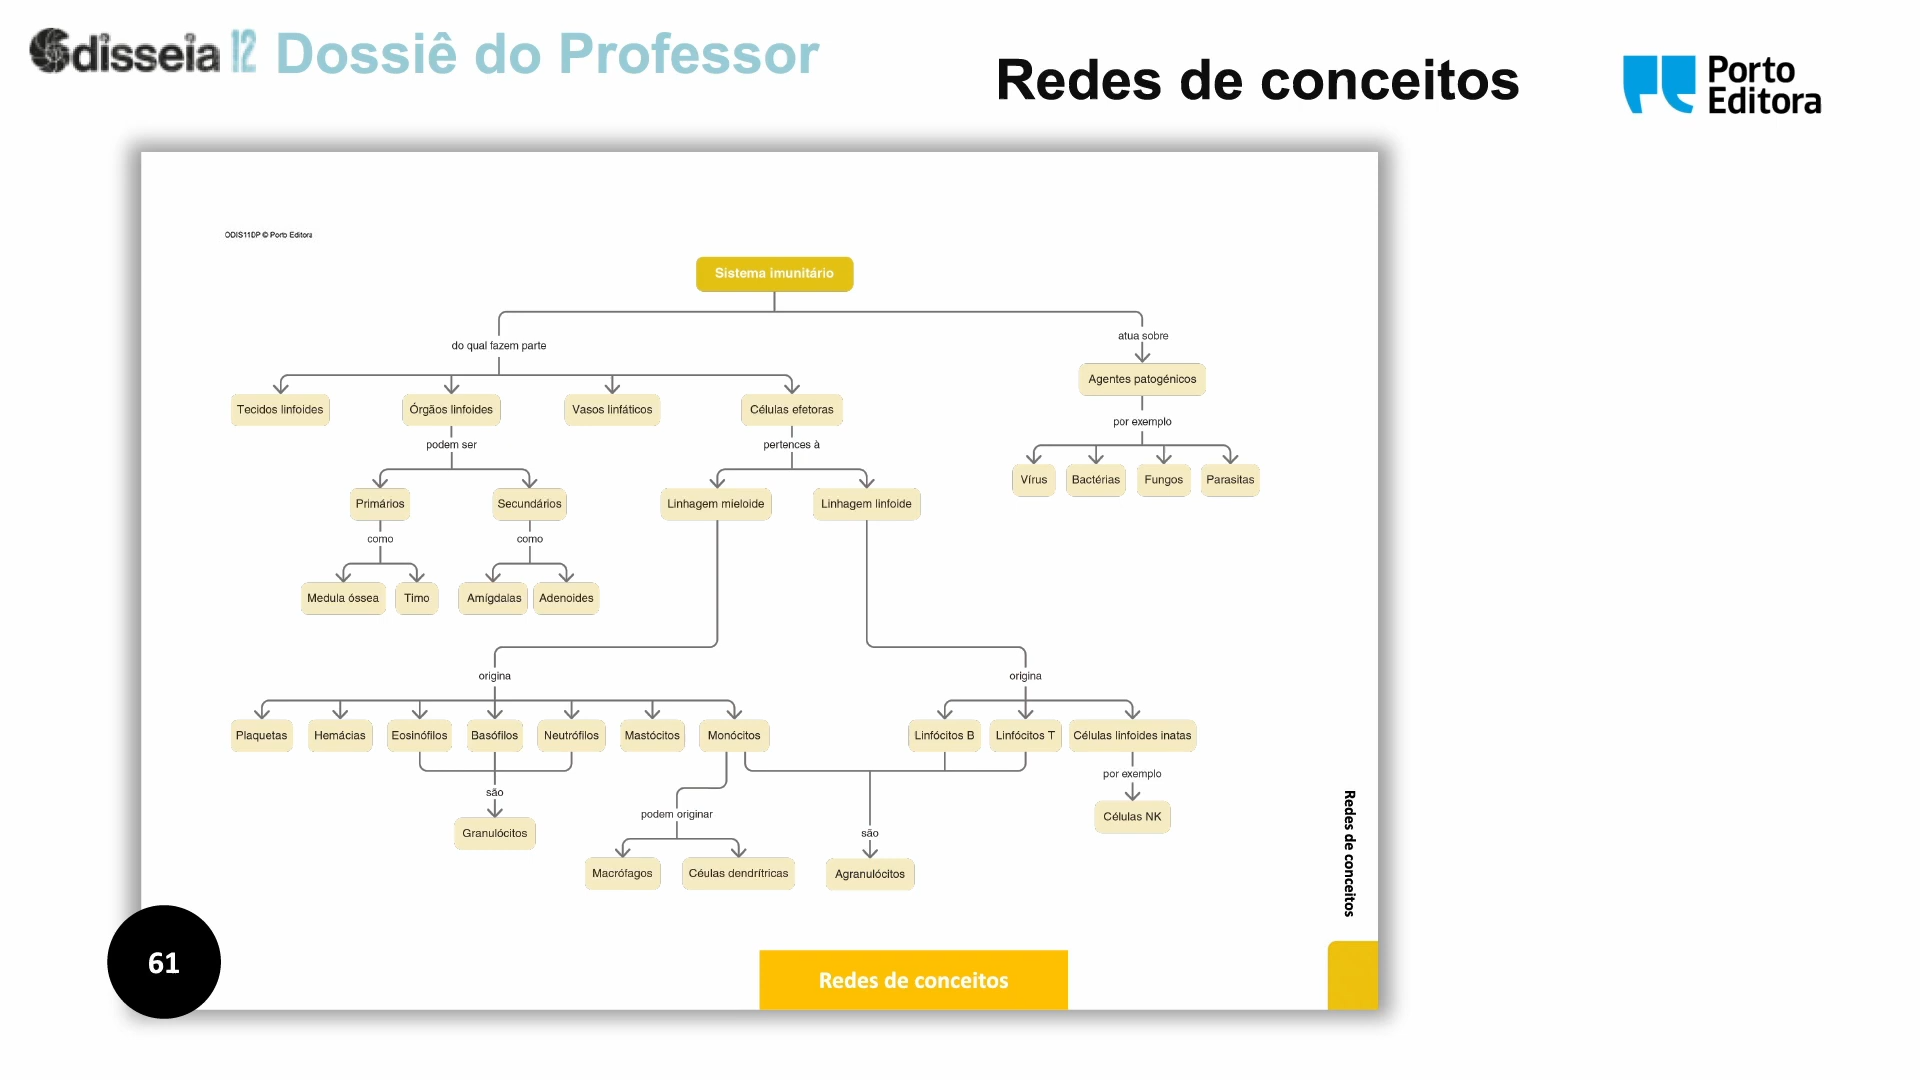 Odisseia 12 Dossiê do Professor
Redes de conceitos
Porto
Editora
ODIS11DP © Porto Editora
Sistema imunitário
do qual fazem parte
atua sobre
Agentes patogénicos
Tecidos linfoides
Órgãos linfoides
Vasos linfáticos
Células efetoras
por exemplo
podem ser
pertences à
Vírus
Bactérias
Fungos
Parasitas
Primários
Secundários
Linhagem mieloide
Linhagem linfoide
como
como
Medula óssea
Timo
Amígdalas
Adenoides
origina
origina
Plaquetas
Hemácias
Eosinófilos
Basófilos
Neutrófilos
Mastócitos
Monócitos
Linfócitos B
Linfócitos T
Células linfoides inatas
por exemplo
são
podem originar
Células NK
Granulócitos
são
Macrófagos
Céulas dendrítricas
Agranulócitos
Redes de conceitos
61
Redes de conceitos